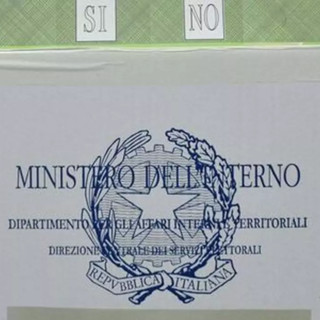 SI NO
MINISTERO DELL'INTERNO
DIPARTIMENTO PER GLI AFFARI INTERNI E TERRITORIALI
DIREZIONE CENTRALE DEI SERVIZI ELETTORALI
REPVBBLICA ITALIANA